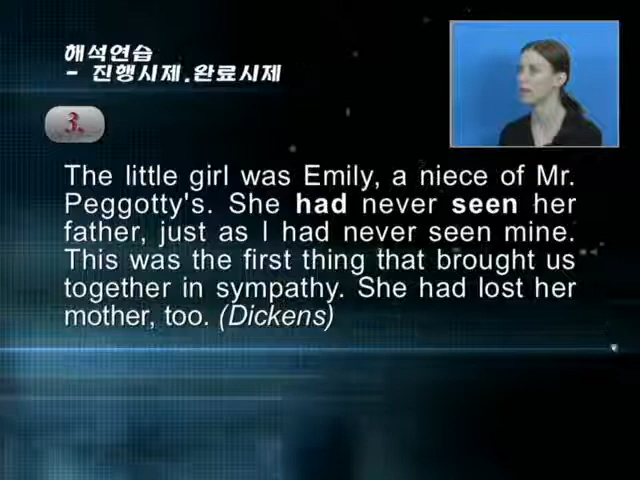 해석연습
- 진행시제.완료시제
3.
The little girl was Emily, a niece of Mr.
Peggotty's. She had never seen her
father, just as I had never seen mine.
This was the first thing that brought us
together in sympathy. She had lost her
mother, too. (Dickens)